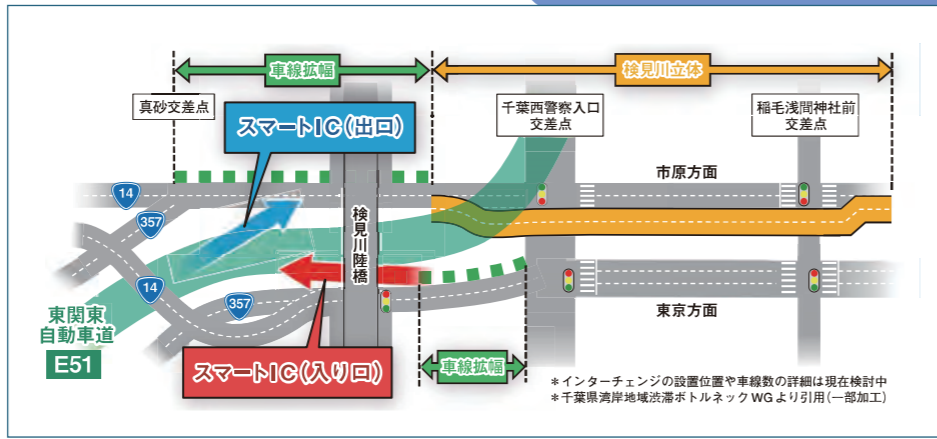 車線拡幅
検見川立体
真砂交差点
スマートIC(出口)
千葉西警察入口
交差点
稲毛浅間神社前
交差点
市原方面
14
357
検見川陸橋
14
357
東関東
自動車道
E51
東京方面
スマートIC(入り口)
車線拡幅
＊インターチェンジの設置位置や車線数の詳細は現在検討中
＊千葉県湾岸地域渋滞ボトルネックWGより引用(一部加工)